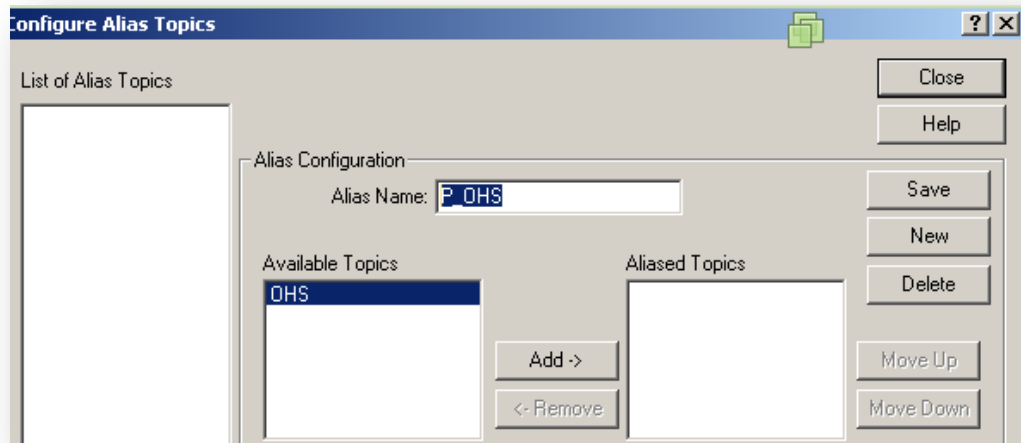 Configure Alias Topics
? X
List of Alias Topics
Close
Help
Alias Configuration
Alias Name: P_OHS
Save
New
Delete
Available Topics
Aliased Topics
OHS
Add ->
<- Remove
Move Up
Move Down